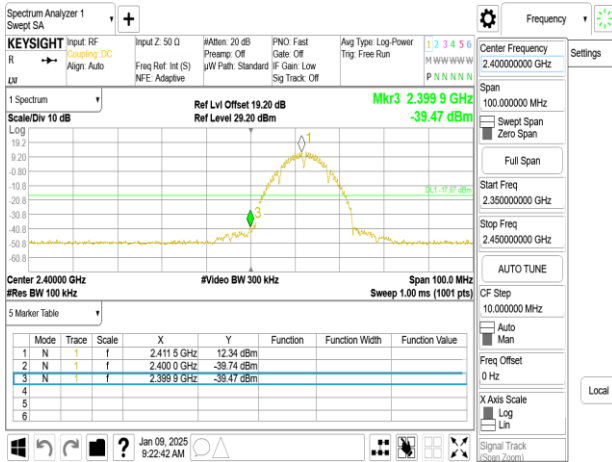 Spectrum Analyzer 1
Swept SA
KEYSIGHT
R
LXI
Input: RF
Coupling: DC
Align: Auto
Input Z: 50 Ω
Freq Ref: Int (S)
NFE: Adaptive
#Atten: 20 dB
Preamp: Off
µW Path: Standard
PNO: Fast
Gate: Off
IF Gain: Low
Sig Track: Off
Avg Type: Log-Power
Trig: Free Run
1 2 3 4 5 6
M W W W W W
P N N N N N
1 Spectrum
Scale/Div 10 dB
Ref Lvl Offset 19.20 dB
Ref Level 29.20 dBm
Mkr3 2.399 9 GHz
-39.47 dBm
Log
19.2
9.20
-0.80
-10.8
-20.8
-30.8
-40.8
-50.8
-60.8
1
3
DL1 -17.67 dBm
Center 2.40000 GHz
#Res BW 100 kHz
#Video BW 300 kHz
Span 100.0 MHz
Sweep 1.00 ms (1001 pts)
5 Marker Table
Mode Trace Scale X Y Function Function Width Function Value
1 N 1 f 2.411 5 GHz 12.34 dBm
2 N 1 f 2.400 0 GHz -39.74 dBm
3 N 1 f 2.399 9 GHz -39.47 dBm
4
5
6
?
Jan 09, 2025
9:22:42 AM
Frequency
Settings
Center Frequency
2.400000000 GHz
Span
100.000000 MHz
Swept Span
Zero Span
Full Span
Start Freq
2.350000000 GHz
Stop Freq
2.450000000 GHz
AUTO TUNE
CF Step
10.000000 MHz
Auto
Man
Freq Offset
0 Hz
X Axis Scale
Log
Lin
Signal Track
(Span Zoom)
Local